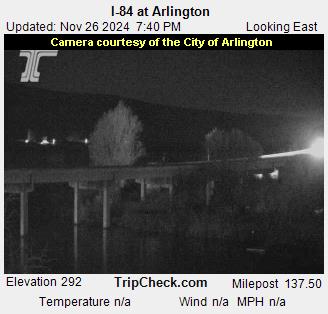 I-84 at Arlington
Updated: Nov 26 2024 7:40 PM Looking East
Camera courtesy of the City of Arlington
Elevation 292 TripCheck.com Milepost 137.50
Temperature n/a Wind n/a MPH n/a